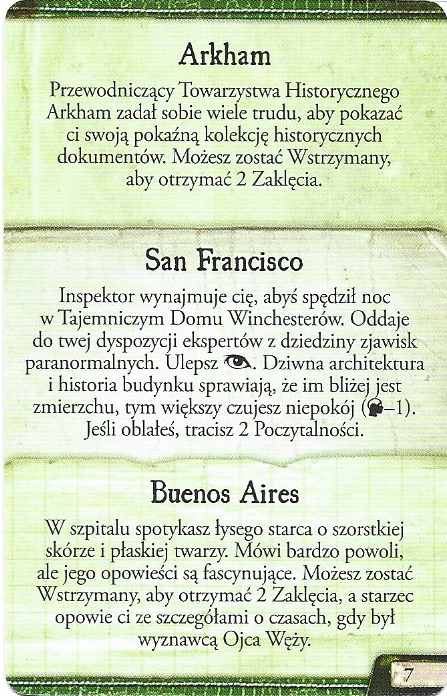 Arkham
Przewodniczący Towarzystwa Historycznego
Arkham zadał sobie wiele trudu, aby pokazać
ci swoją pokaźną kolekcję historycznych
dokumentów. Możesz zostać Wstrzymany,
aby otrzymać 2 Zaklęcia.
San Francisco
Inspektor wynajmuje cię, abyś spędził noc
w Tajemniczym Domu Winchesterów. Oddaje
do twej dyspozycji ekspertów z dziedziny zjawisk
paranormalnych. Ulepsz . Dziwna architektura
i historia budynku sprawiają, że im bliżej jest
zmierzchu, tym większy czujesz niepokój (–1).
Jeśli oblałeś, tracisz 2 Poczytalności.
Buenos Aires
W szpitalu spotykasz łysego starca o szorstkiej
skórze i płaskiej twarzy. Mówi bardzo powoli,
ale jego opowieści są fascynujące. Możesz zostać
Wstrzymany, aby otrzymać 2 Zaklęcia, a starzec
opowie ci ze szczegółami o czasach, gdy był
wyznawcą Ojca Węży.
7